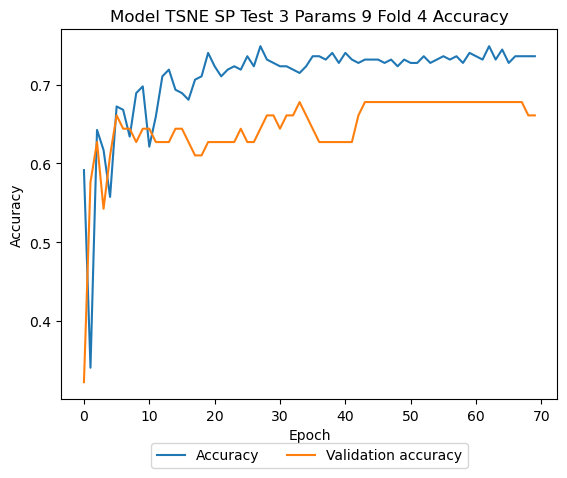 Model TSNE SP Test 3 Params 9 Fold 4 Accuracy
Accuracy
0.7
0.6
0.5
0.4
0 10 20 30 40 50 60 70
Epoch
Accuracy Validation accuracy